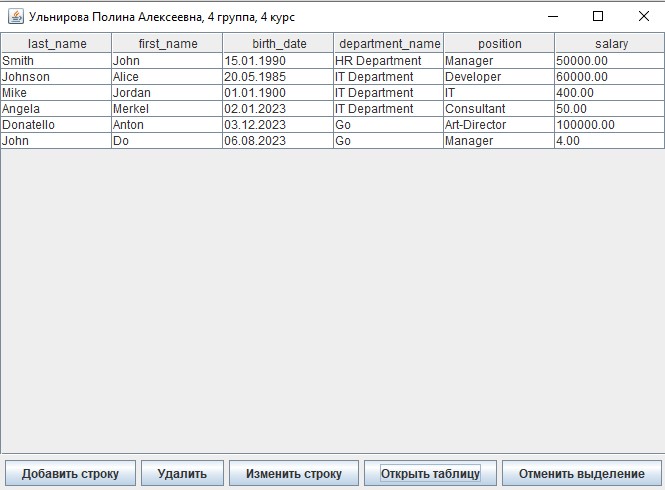 Ульнирова Полина Алексеевна, 4 группа, 4 курс
last_name first_name birth_date department_name position salary
Smith John 15.01.1990 HR Department Manager 50000.00
Johnson Alice 20.05.1985 IT Department Developer 60000.00
Mike Jordan 01.01.1900 IT Department IT 400.00
Angela Merkel 02.01.2023 IT Department Consultant 50.00
Donatello Anton 03.12.2023 Go Art-Director 100000.00
John Do 06.08.2023 Go Manager 4.00
Добавить строку Удалить Изменить строку Открыть таблицу Отменить выделение